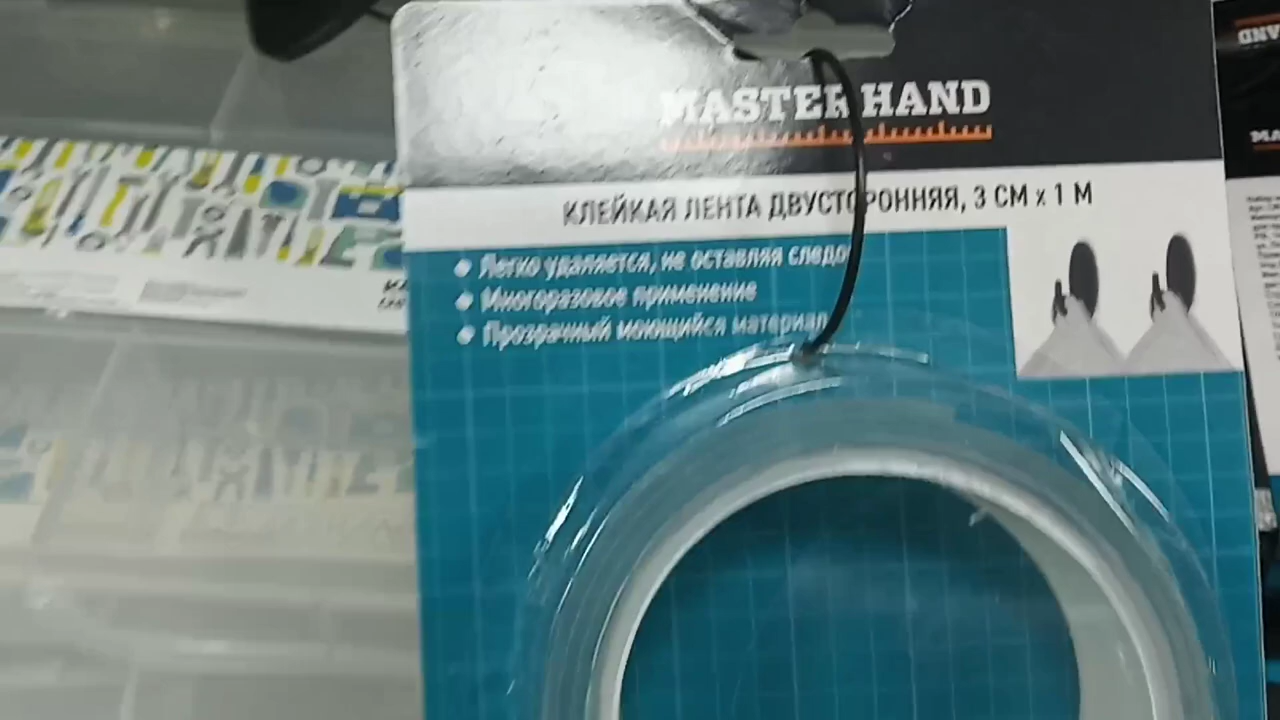 MASTER HAND
КЛЕЙКАЯ ЛЕНТА ДВУСТОРОННЯЯ, 3 СМ x 1 М
Легко удаляется, не оставляя следо
Многоразовое применение
Прозрачный моющийся материал